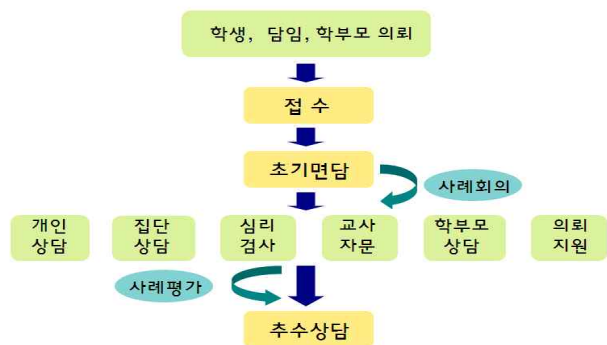 학생, 담임, 학부모 의뢰
접 수
초기면담
사례회의
개인 집단 심리 교사 학부모 의뢰
상담 상담 검사 자문 상담 지원
사례평가
추수상담